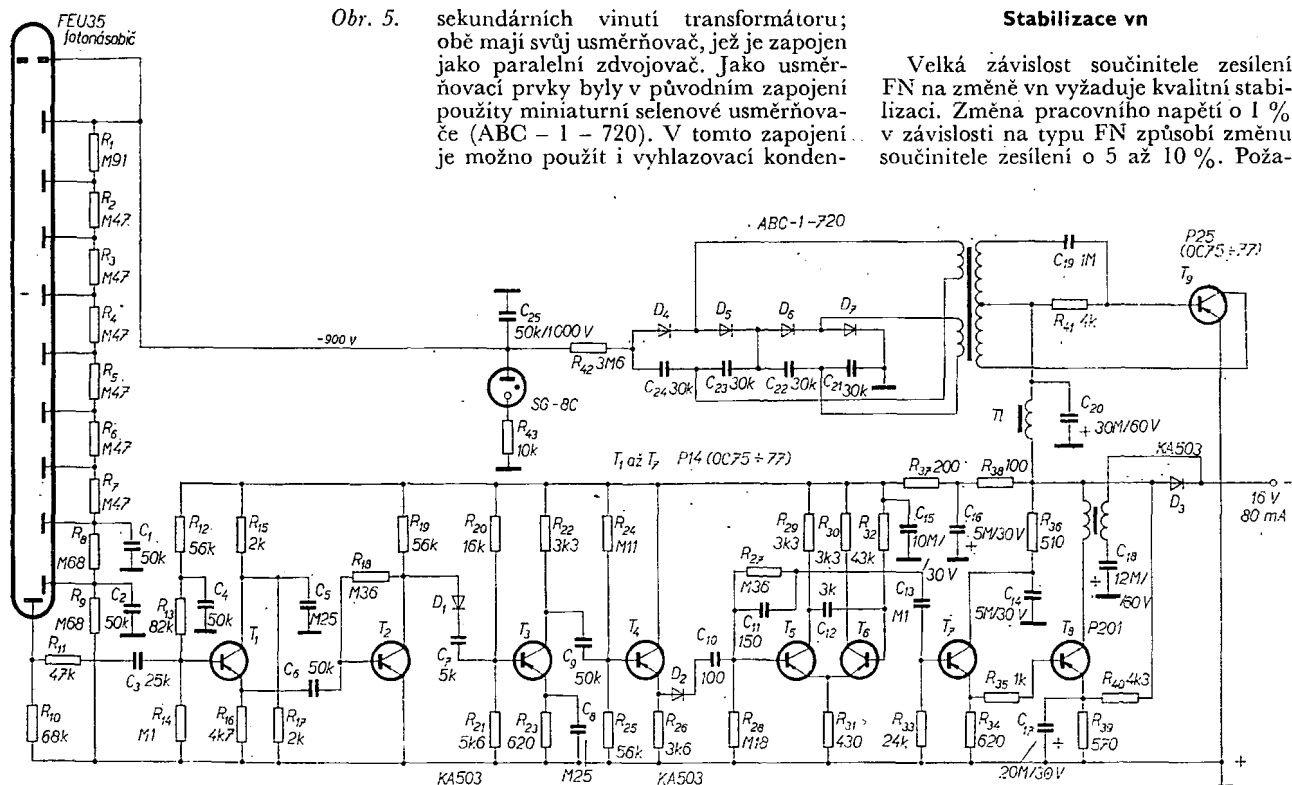 FEU35
fotonásobič
Obr. 5.
sekundárních vinutí transformátoru;
obě mají svůj usměrňovač, jež je zapojen
jako paralelní zdvojovač. Jako usměr-
ňovací prvky byly v původním zapojení
použity miniaturní selenové usměrňova-
če (ABC – 1 – 720). V tomto zapojení
je možno použít i vyhlazovací konden-
Stabilizace vn
Velká závislost součinitele zesílení
FN na změně vn vyžaduje kvalitní stabi-
lizaci. Změna pracovního napětí o 1 %
v závislosti na typu FN způsobí změnu
součinitele zesílení o 5 až 10 %. Poža-
R1
M91
R2
M47
R3
M47
R4
M47
R5
M47
R6
M47
R7
M47
R8
M68
R9
M68
C1
50k
C2
50k
-900 V
C25
50k/1000 V
SG-8C
R43
10k
R42 3M6
ABC-1-720
D4
D5
D6
D7
C24 30k
C23 30k
C22 30k
C21 30k
C19 1M
R41 4k
P25
(0C75÷77)
T9
Tl
C20
+ 30M/60V
KA503
D3
16 V
80 mA
T1 až T7 P14 (0C75÷77)
R37 200
R38 100
R10
68k
R11
47k
C3 25k
R12
56k
R13
82k
C4
50k
R14
M1
R15
2k
T1
R16
4k7
C5
M25
C6 50k
R17
2k
R18
M36
T2
R19
56k
D1
C7
5k
KA503
R20
16k
R21
5k6
R22
3k3
T3
R23
620
C8
M25
C9
50k
R24
M11
R25
56k
T4
D2
R26
3k6
KA503
C10
100
R27
M36
C11
150
R28
M18
R29
3k3
R30
3k3
R32
43k
3k
C12
T5
T6
R31
430
C15
10M/
/30V
C16
5M/30V
+
C13
M1
R33
24k
T7
R34
620
R35 1k
R36
510
C14
5M/30V
T8
P201
C18
12M/
/60V
R40 4k3
C17
20M/30V
R39
570
+